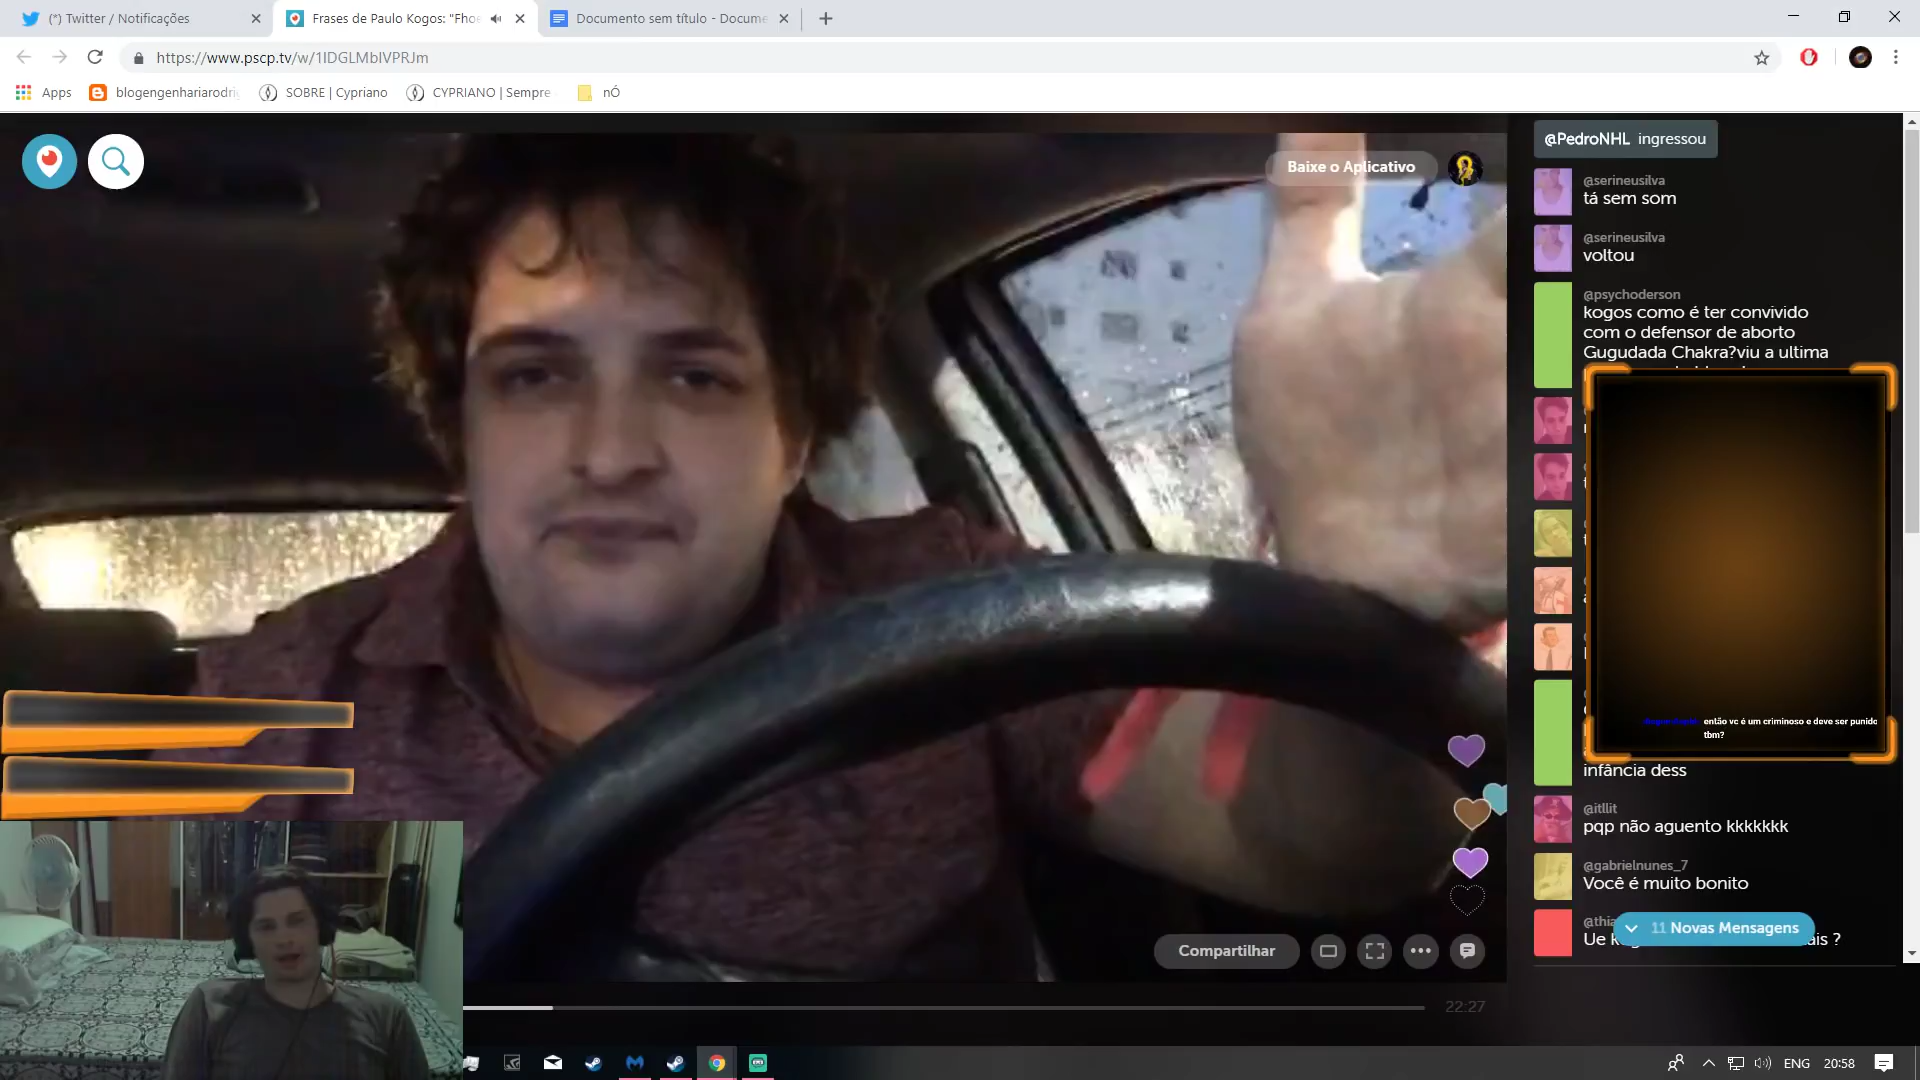 (*) Twitter / Notificações
Frases de Paulo Kogos: "Fhoe
Documento sem título - Docume
https://www.pscp.tv/w/1IDGLMbIVPRJm
Apps
blogengenhariarodri
SOBRE | Cypriano
CYPRIANO | Sempre
nÓ
Baixe o Aplicativo
@PedroNHL ingressou
@serineusilva
tá sem som
@serineusilva
voltou
@psychoderson
kogos como é ter convivido
com o defensor de aborto
Gugudada Chakra?viu a ultima
então vc é um criminoso e deve ser punido
tbm?
infância dess
@itllit
pqp não aguento kkkkkkk
@gabrielnunes_7
Você é muito bonito
@thia
11 Novas Mensagens
Ue k
ais ?
Compartilhar
22:27
ENG
20:58